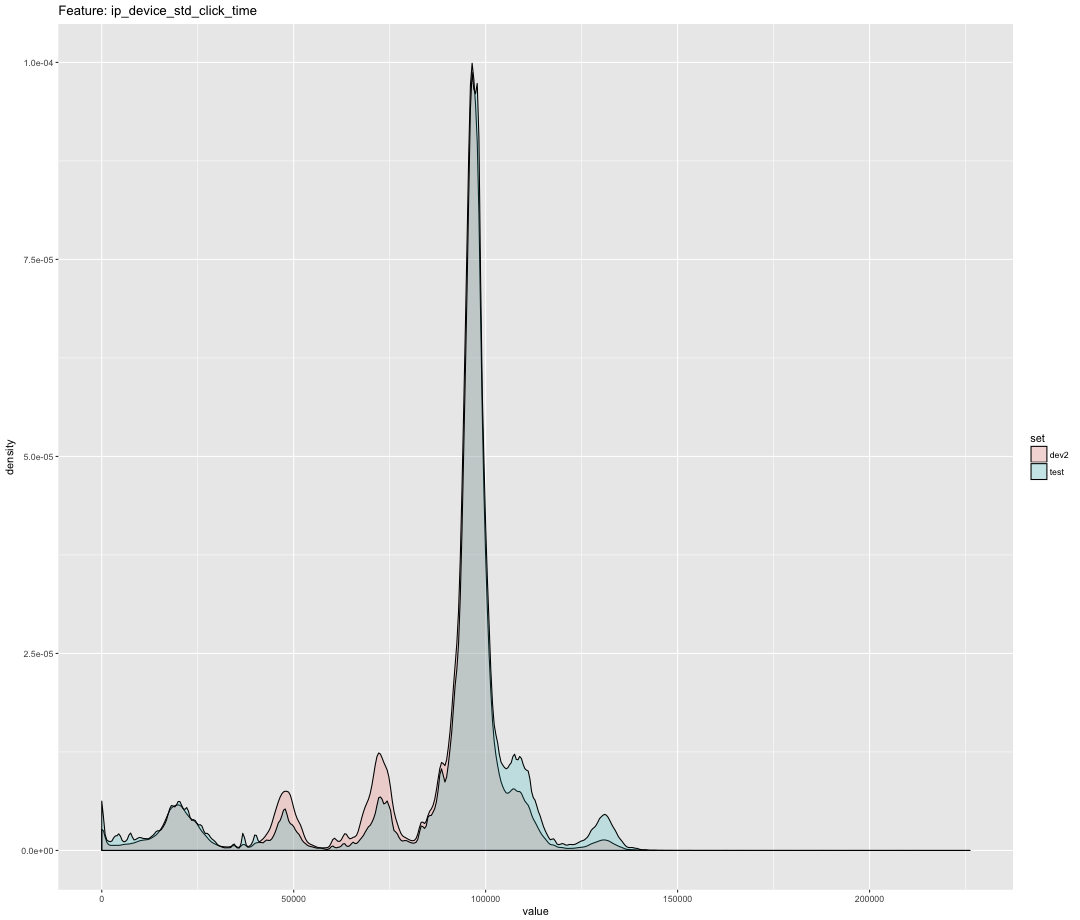 Feature: ip_device_std_click_time
1.0e-04
7.5e-05
5.0e-05
2.5e-05
0.0e+00
density
0
50000
100000
150000
200000
value
set
dev2
test